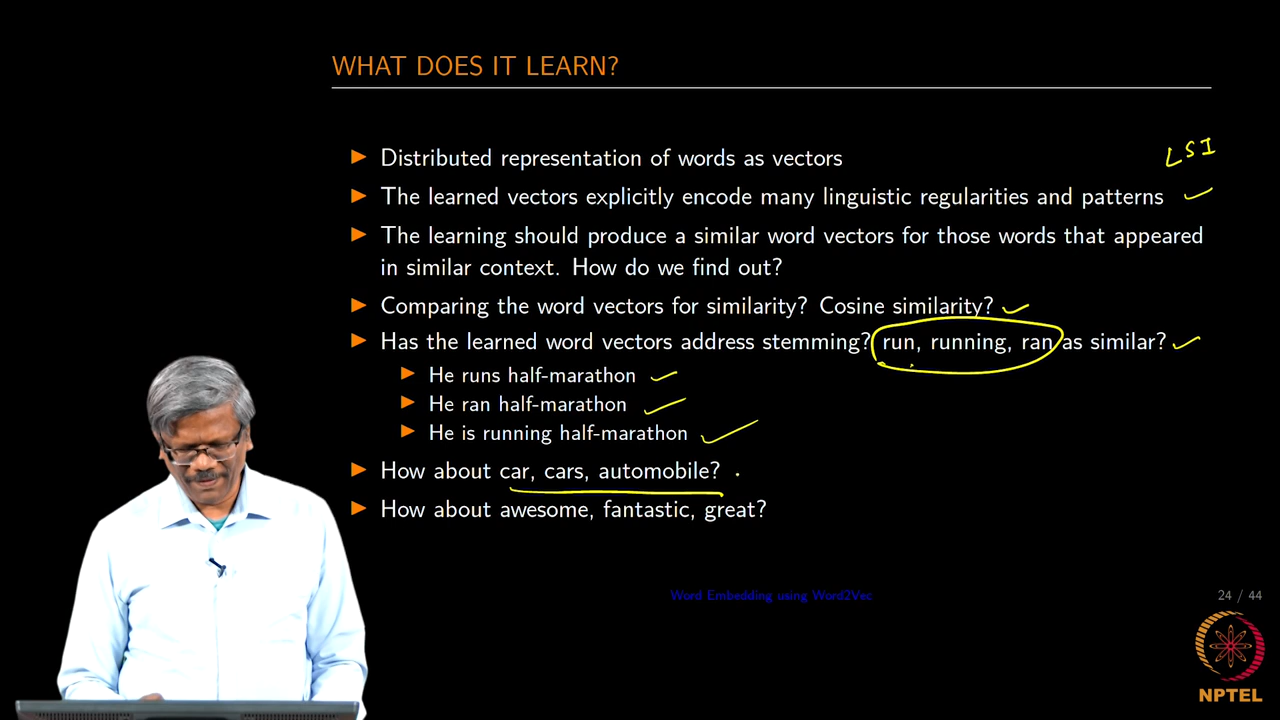 WHAT DOES IT LEARN?
Distributed representation of words as vectors
LSI
The learned vectors explicitly encode many linguistic regularities and patterns
The learning should produce a similar word vectors for those words that appeared
in similar context. How do we find out?
Comparing the word vectors for similarity? Cosine similarity?
Has the learned word vectors address stemming? run, running, ran as similar?
He runs half-marathon
He ran half-marathon
He is running half-marathon
How about car, cars, automobile?
How about awesome, fantastic, great?
Word Embedding using Word2Vec
24 / 44
NPTEL